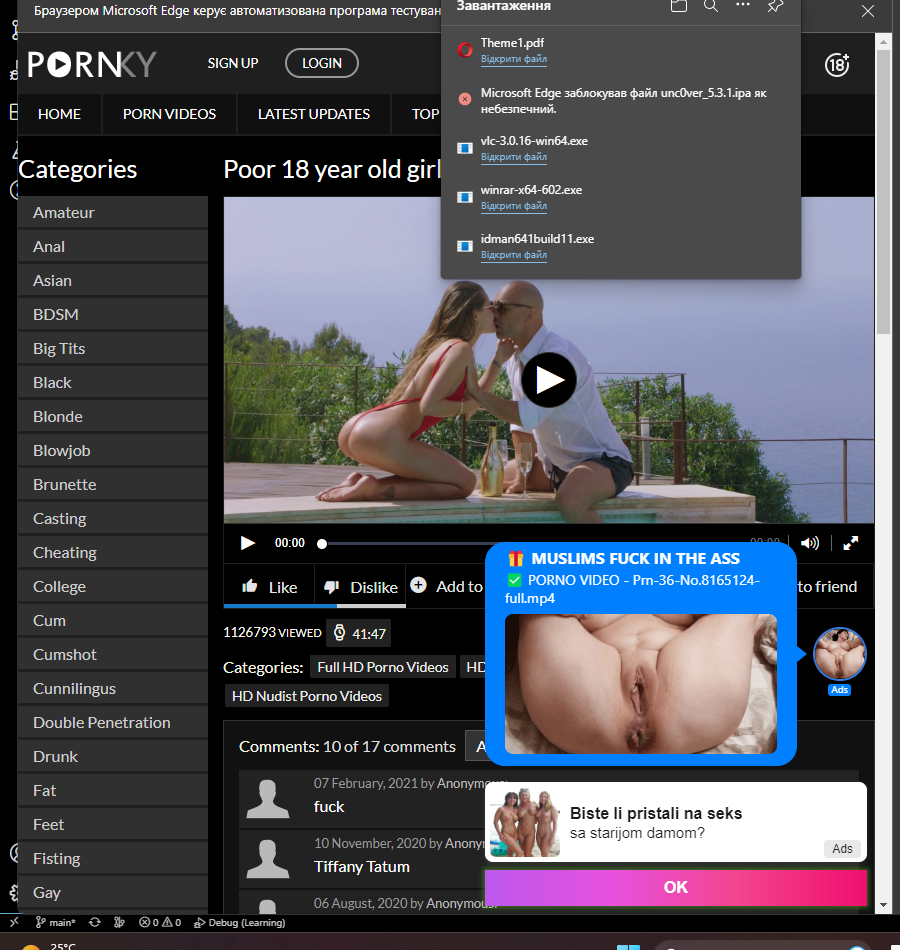 Браузером Microsoft Edge керує автоматизована програма тестуван
Завантаження
Theme1.pdf
Відкрити файл
Microsoft Edge заблокував файл unc0ver_5.3.1.ipa як
небезпечний.
vlc-3.0.16-win64.exe
Відкрити файл
winrar-x64-602.exe
Відкрити файл
idman641build11.exe
Відкрити файл
PORNKY
SIGN UP
LOGIN
18+
HOME
PORN VIDEOS
LATEST UPDATES
TOP
Categories
Amateur
Anal
Asian
BDSM
Big Tits
Black
Blonde
Blowjob
Brunette
Casting
Cheating
College
Cum
Cumshot
Cunnilingus
Double Penetration
Drunk
Fat
Feet
Fisting
Gay
Poor 18 year old girl
00:00
00:00
Like
Dislike
Add to
to friend
1126793 VIEWED
41:47
Categories:
Full HD Porno Videos
HD
HD Nudist Porno Videos
Comments: 10 of 17 comments
A
07 February, 2021 by Anonymous:
fuck
10 November, 2020 by Anony
Tiffany Tatum
06 August, 2020 by Anonymous:
MUSLIMS FUCK IN THE ASS
PORNO VIDEO - Prn-36-No.8165124-
full.mp4
Ads
Biste li pristali na seks
sa starijom damom?
Ads
OK
main*
0
0
Debug (Learning)
25°C